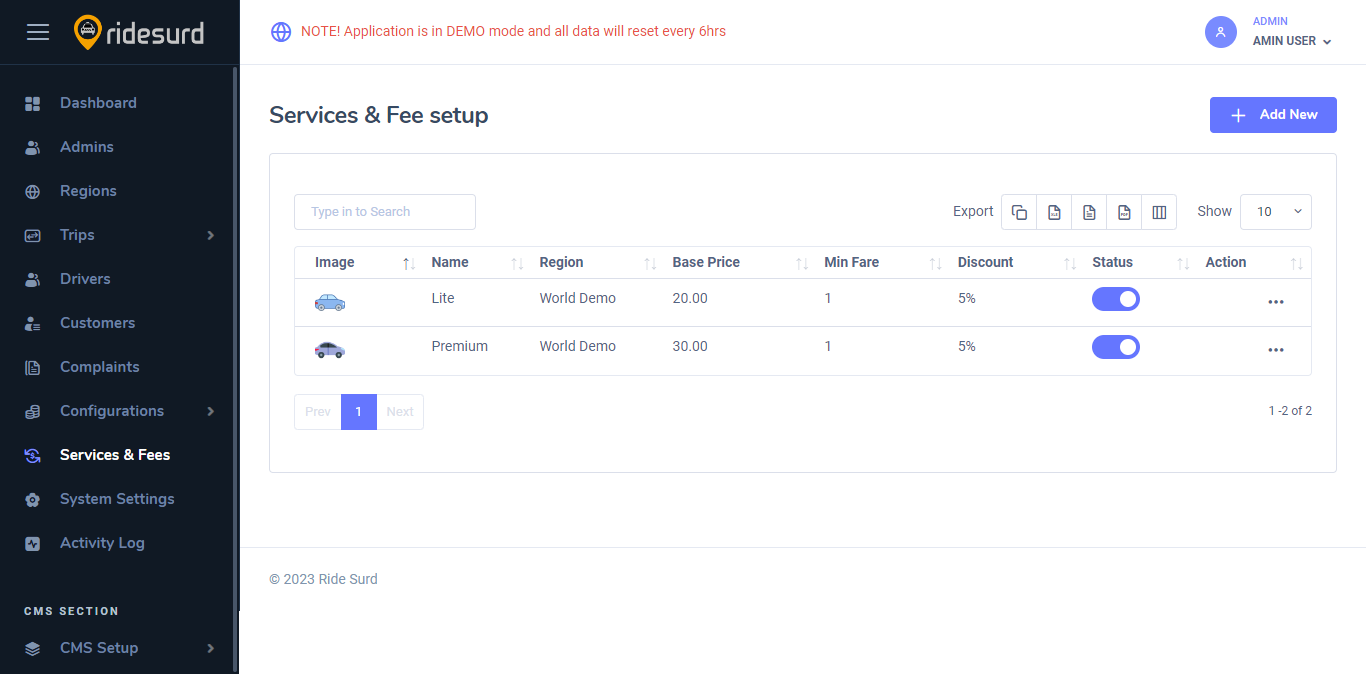 ridesurd
NOTE! Application is in DEMO mode and all data will reset every 6hrs
ADMIN
AMIN USER
Dashboard
Admins
Regions
Trips
Drivers
Customers
Complaints
Configurations
Services & Fees
System Settings
Activity Log
CMS SECTION
CMS Setup
Services & Fee setup
Add New
Type in to Search
Export
Show 10
Image Name Region Base Price Min Fare Discount Status Action
Lite World Demo 20.00 1 5%
Premium World Demo 30.00 1 5%
Prev 1 Next
1 -2 of 2
© 2023 Ride Surd